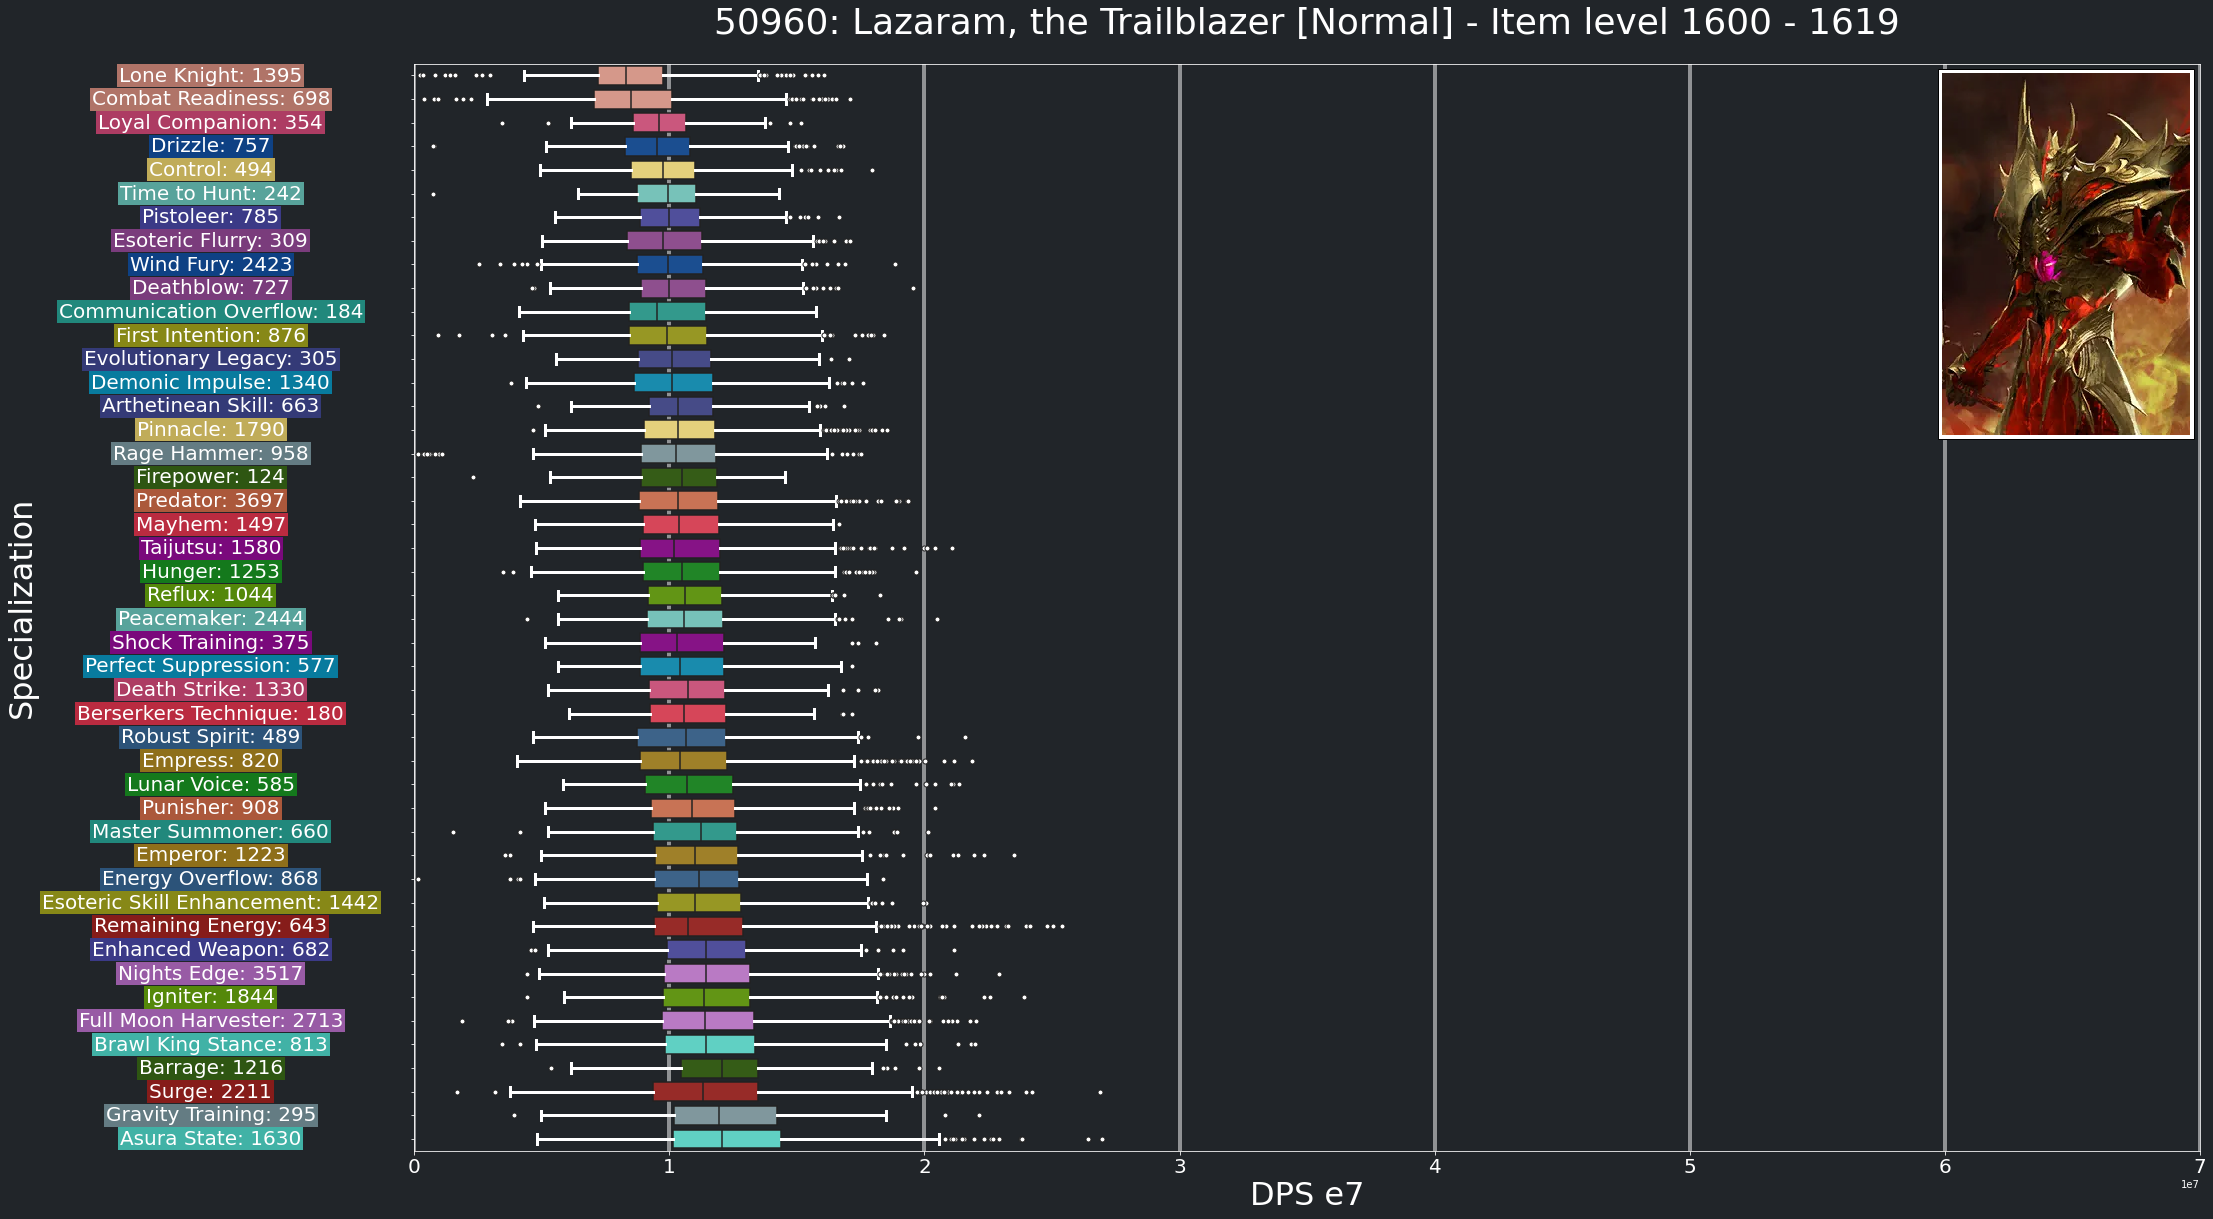 50960: Lazaram, the Trailblazer [Normal] - Item level 1600 - 1619
Specialization
Lone Knight: 1395
Combat Readiness: 698
Loyal Companion: 354
Drizzle: 757
Control: 494
Time to Hunt: 242
Pistoleer: 785
Esoteric Flurry: 309
Wind Fury: 2423
Deathblow: 727
Communication Overflow: 184
First Intention: 876
Evolutionary Legacy: 305
Demonic Impulse: 1340
Arthetinean Skill: 663
Pinnacle: 1790
Rage Hammer: 958
Firepower: 124
Predator: 3697
Mayhem: 1497
Taijutsu: 1580
Hunger: 1253
Reflux: 1044
Peacemaker: 2444
Shock Training: 375
Perfect Suppression: 577
Death Strike: 1330
Berserkers Technique: 180
Robust Spirit: 489
Empress: 820
Lunar Voice: 585
Punisher: 908
Master Summoner: 660
Emperor: 1223
Energy Overflow: 868
Esoteric Skill Enhancement: 1442
Remaining Energy: 643
Enhanced Weapon: 682
Nights Edge: 3517
Igniter: 1844
Full Moon Harvester: 2713
Brawl King Stance: 813
Barrage: 1216
Surge: 2211
Gravity Training: 295
Asura State: 1630
0 1 2 3 4 5 6 7
1e7
DPS e7